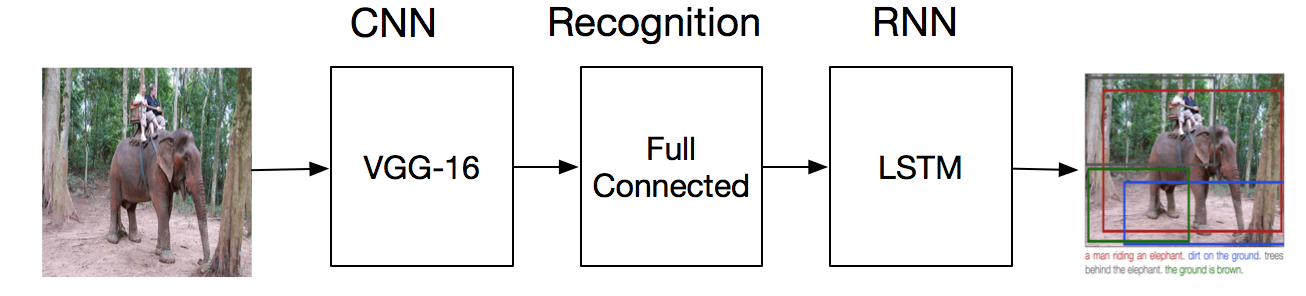 CNN
Recognition
RNN
VGG-16
Full
Connected
LSTM
a man riding an elephant. dirt on the ground. trees
behind the elephant. the ground is brown.